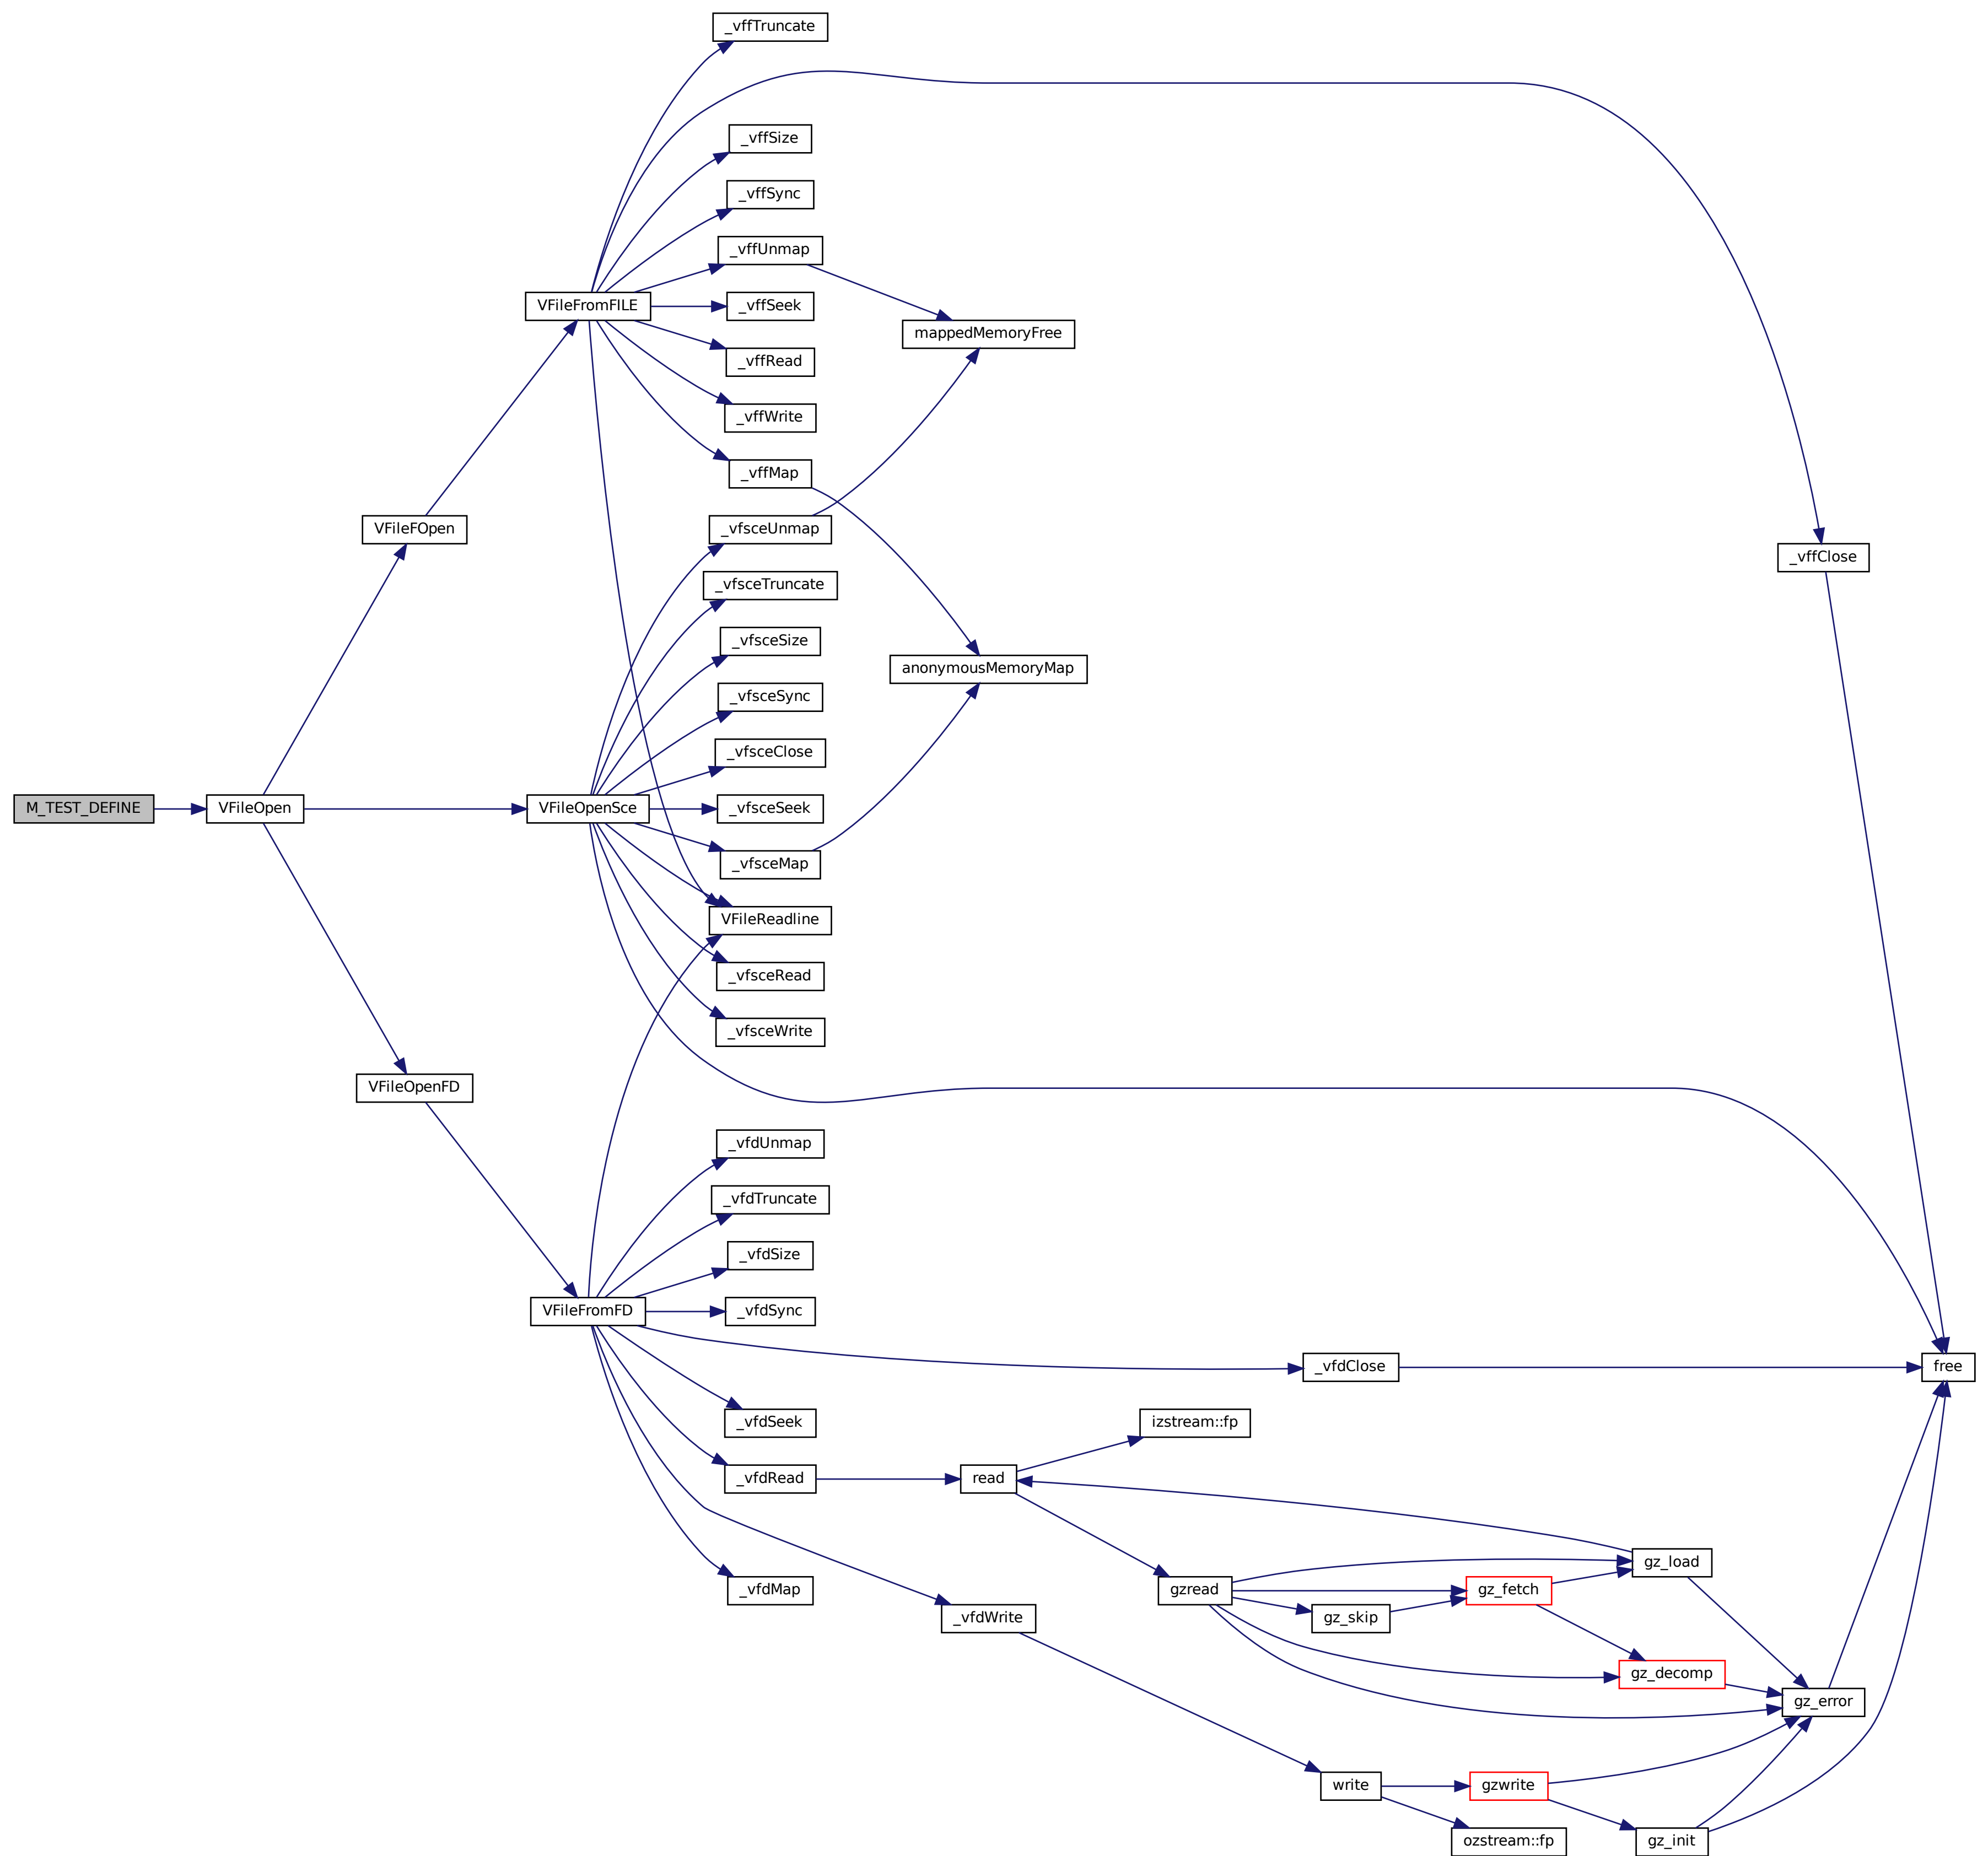 _vffTruncate
_vffSize
_vffSync
_vffUnmap
VFileFromFILE
_vffSeek
mappedMemoryFree
_vffRead
_vffWrite
_vffMap
VFileFOpen
_vfsceUnmap
_vffClose
_vfsceTruncate
_vfsceSize
anonymousMemoryMap
_vfsceSync
_vfsceClose
M_TEST_DEFINE
VFileOpen
VFileOpenSce
_vfsceSeek
_vfsceMap
VFileReadline
_vfsceRead
_vfsceWrite
VFileOpenFD
_vfdUnmap
_vfdTruncate
_vfdSize
VFileFromFD
_vfdSync
_vfdClose
free
_vfdSeek
izstream::fp
_vfdRead
read
gz_load
_vfdMap
gzread
gz_fetch
_vfdWrite
gz_skip
gz_decomp
gz_error
write
gzwrite
ozstream::fp
gz_init